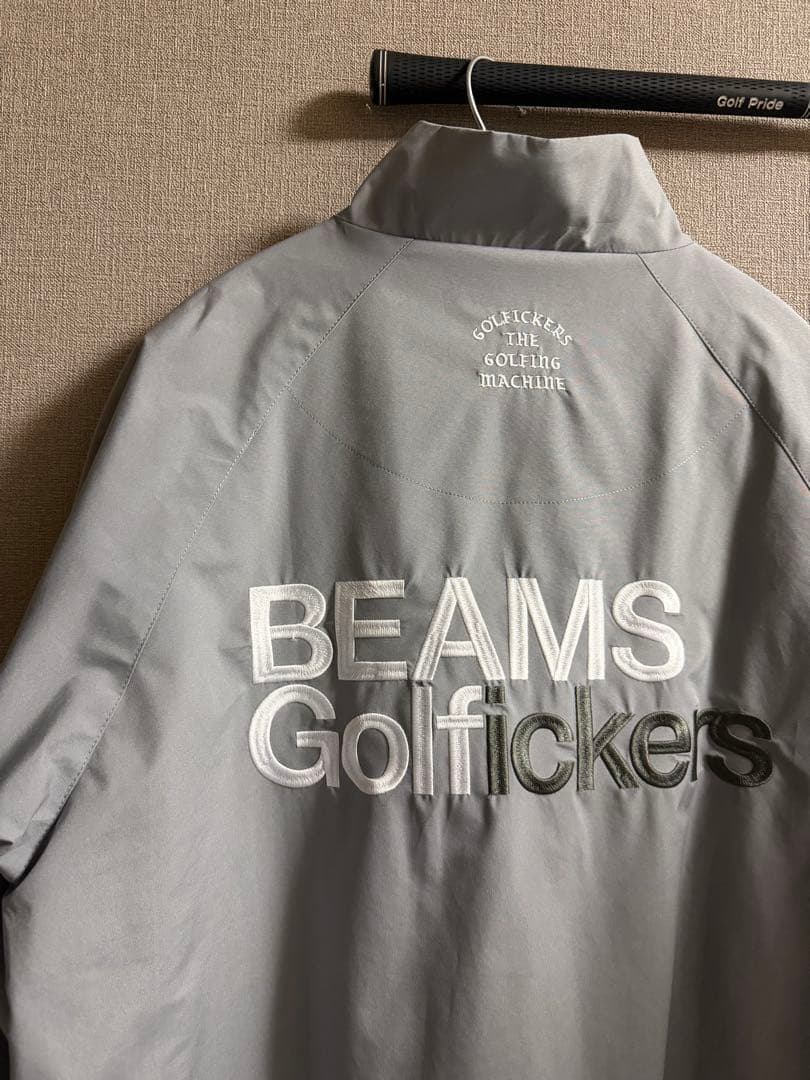 Golf Pride
GOLFICKERS
THE
GOLFING
MACHINE
BEAMS
Golfickers